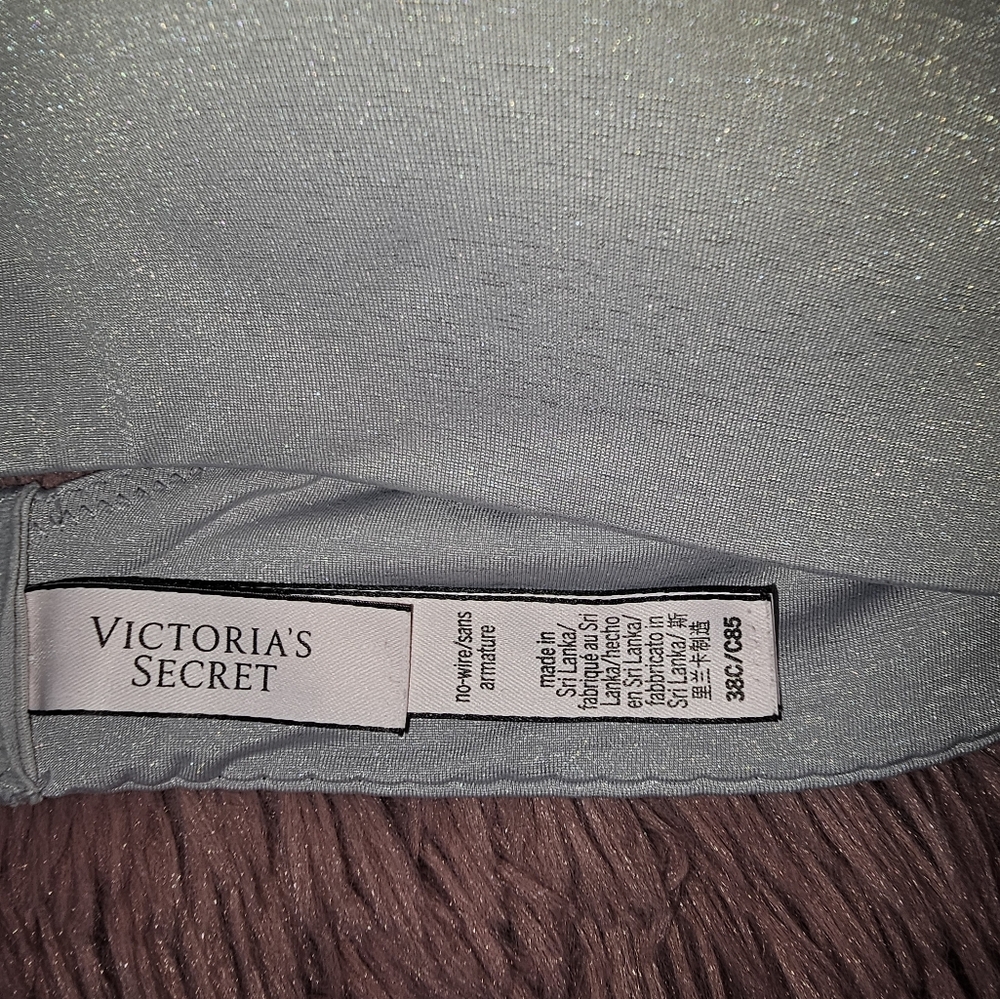 VICTORIA'S
SECRET
no-wire/sans
armature
made in
Sri Lanka/
fabriqué au Sri
Lanka/hecho
en Sri Lanka/
fabbricato in
Sri Lanka/ 斯
里兰卡制造
38C/C85